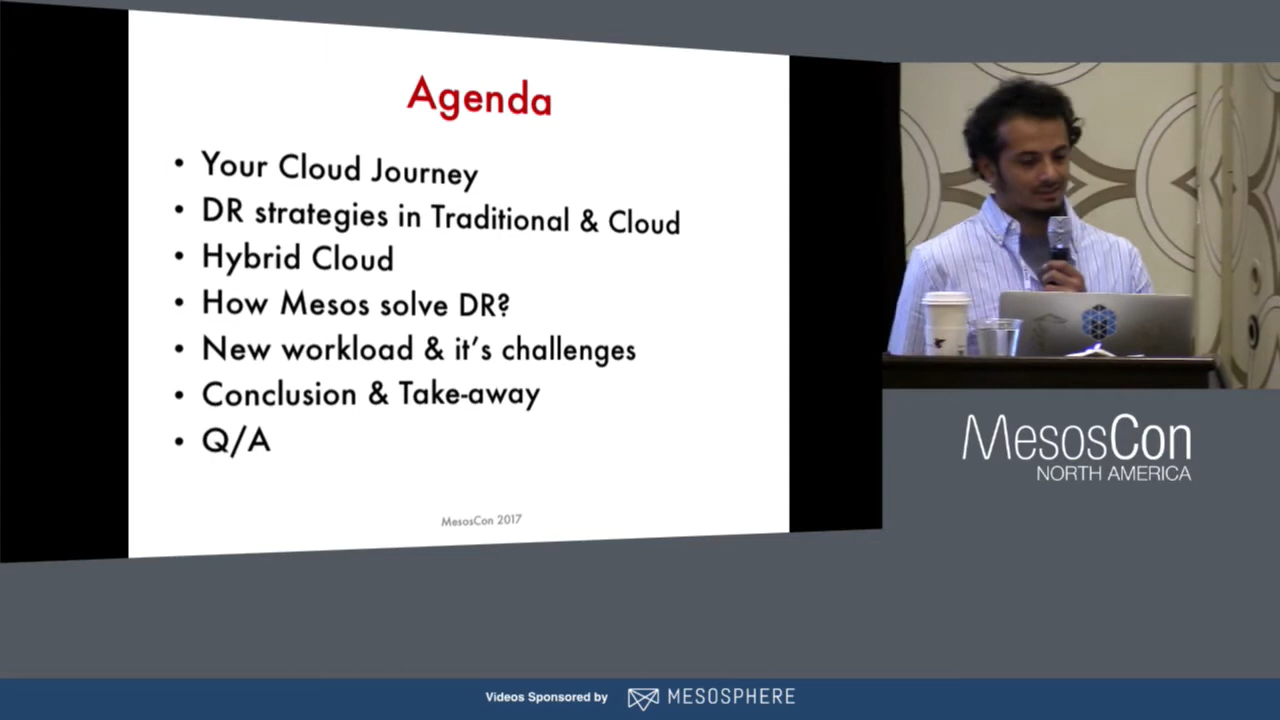 Agenda
• Your Cloud Journey
• DR strategies in Traditional & Cloud
• Hybrid Cloud
• How Mesos solve DR?
• New workload & it's challenges
• Conclusion & Take-away
• Q/A
MesosCon 2017
MesosCon
NORTH AMERICA
Videos Sponsored by MESOSPHERE